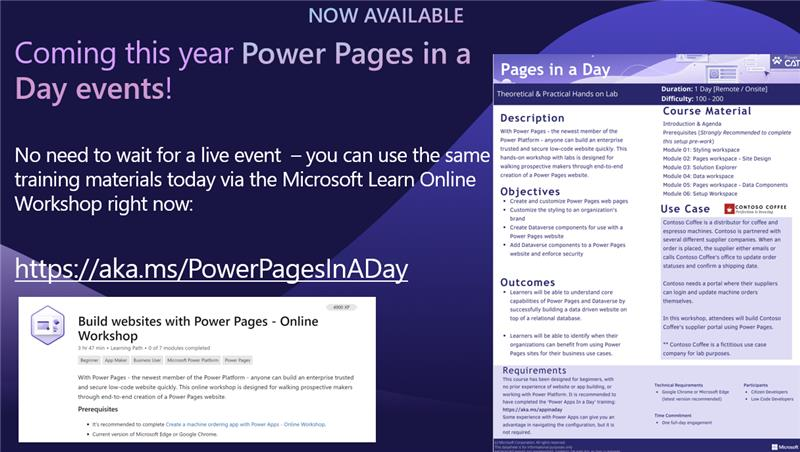 NOW AVAILABLE
Coming this year Power Pages in a
Day events!
No need to wait for a live event – you can use the same
training materials today via the Microsoft Learn Online
Workshop right now:
https://aka.ms/PowerPagesInADay
4900 XP
Build websites with Power Pages - Online
Workshop
3 hr 47 min • Learning Path • 0 of 7 modules completed
Beginner App Maker Business User Microsoft Power Platform Power Pages
With Power Pages - the newest member of the Power Platform - anyone can build an enterprise trusted
and secure low-code website quickly. This online workshop is designed for walking prospective makers
through end-to-end creation of a Power Pages website.
Prerequisites
• It's recommended to complete Create a machine ordering app with Power Apps - Online Workshop.
• Current version of Microsoft Edge or Google Chrome.
Power
CAT
Pages in a Day
Theoretical & Practical Hands on Lab
Duration: 1 Day [Remote / Onsite]
Difficulty: 100 - 200
Description
With Power Pages - the newest member of the
Power Platform - anyone can build an enterprise
trusted and secure low-code website quickly. This
hands-on workshop with labs is designed for
walking prospective makers through end-to-end
creation of a Power Pages website.
Objectives
• Create and customize Power Pages web pages
• Customize the styling to an organization's
brand
• Create Dataverse components for use with a
Power Pages website
• Add Dataverse components to a Power Pages
website and enforce security
Outcomes
• Learners will be able to understand core
capabilities of Power Pages and Dataverse by
successfully building a data driven website on
top of a relational database.
• Learners will be able to identify when their
organizations can benefit from using Power
Pages sites for their business use cases.
Course Material
Introduction & Agenda
Prerequisites [Strongly Recommended to complete
this setup pre-work]
Module 01: Styling workspace
Module 02: Pages workspace - Site Design
Module 03: Solution Explorer
Module 04: Data workspace
Module 05: Pages workspace - Data Components
Module 06: Setup Workspace
Use Case
CONTOSO COFFEE
Perfection is brewing
Contoso Coffee is a distributor for coffee and
espresso machines. Contoso is partnered with
several different supplier companies. When an
order is placed, the supplier either emails or
calls Contoso Coffee's office to update order
statuses and confirm a shipping date.
Contoso needs a portal where their suppliers
can login and update machine orders
themselves.
In this workshop, attendees will build Contoso
Coffee's supplier portal using Power Pages.
** Contoso Coffee is a fictitious use case
company for lab purposes.
Requirements
This course has been designed for beginners, with
no prior experience of website or app building, or
working with Power Platform. It is recommended to
have completed the 'Power Apps In a Day' training:
https://aka.ms/appinaday
Some experience with Power Apps can give you an
advantage in navigating the configuration, but it is
not required.
Technical Requirements
• Google Chrome or Microsoft Edge
(latest version recommended)
Time Commitment
• One full-day engagement
Participants
• Citizen Developers
• Low Code Developers
(c) Microsoft Corporation. All rights reserved.
This datasheet is for informational purposes only
Microsoft